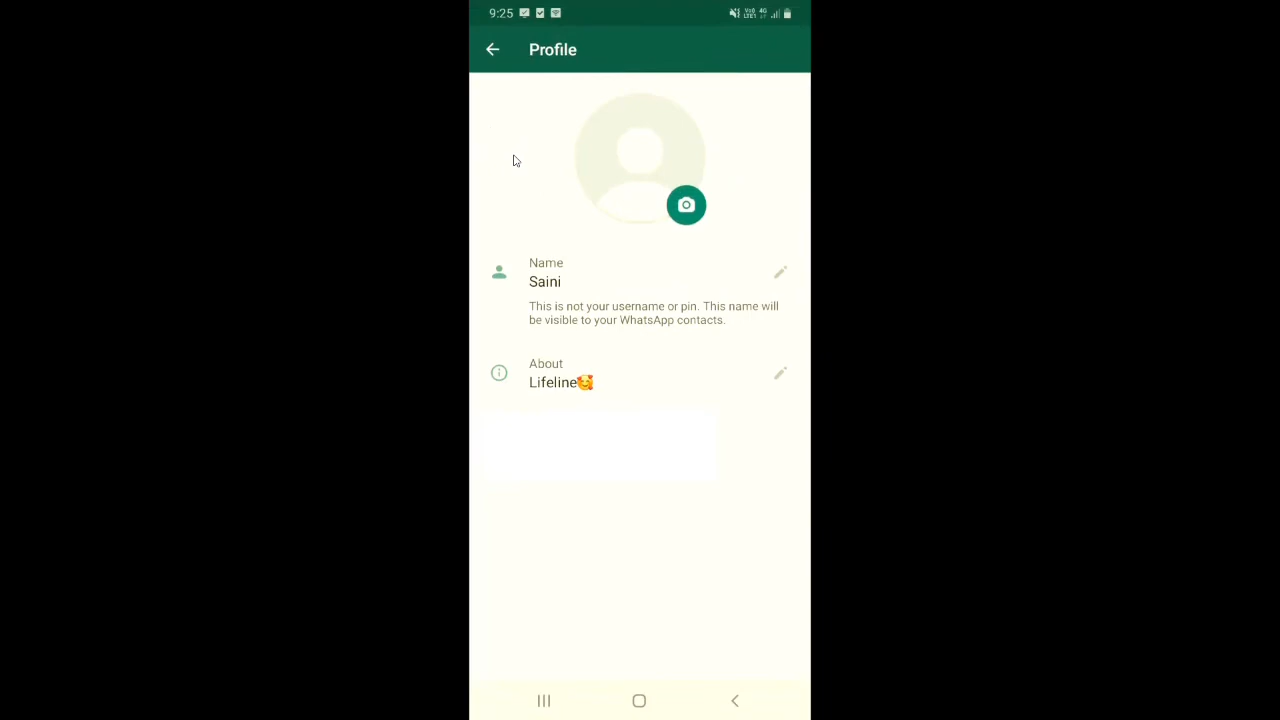 9:25
Profile
Name
Saini
This is not your username or pin. This name will
be visible to your WhatsApp contacts.
About
Lifeline🥰